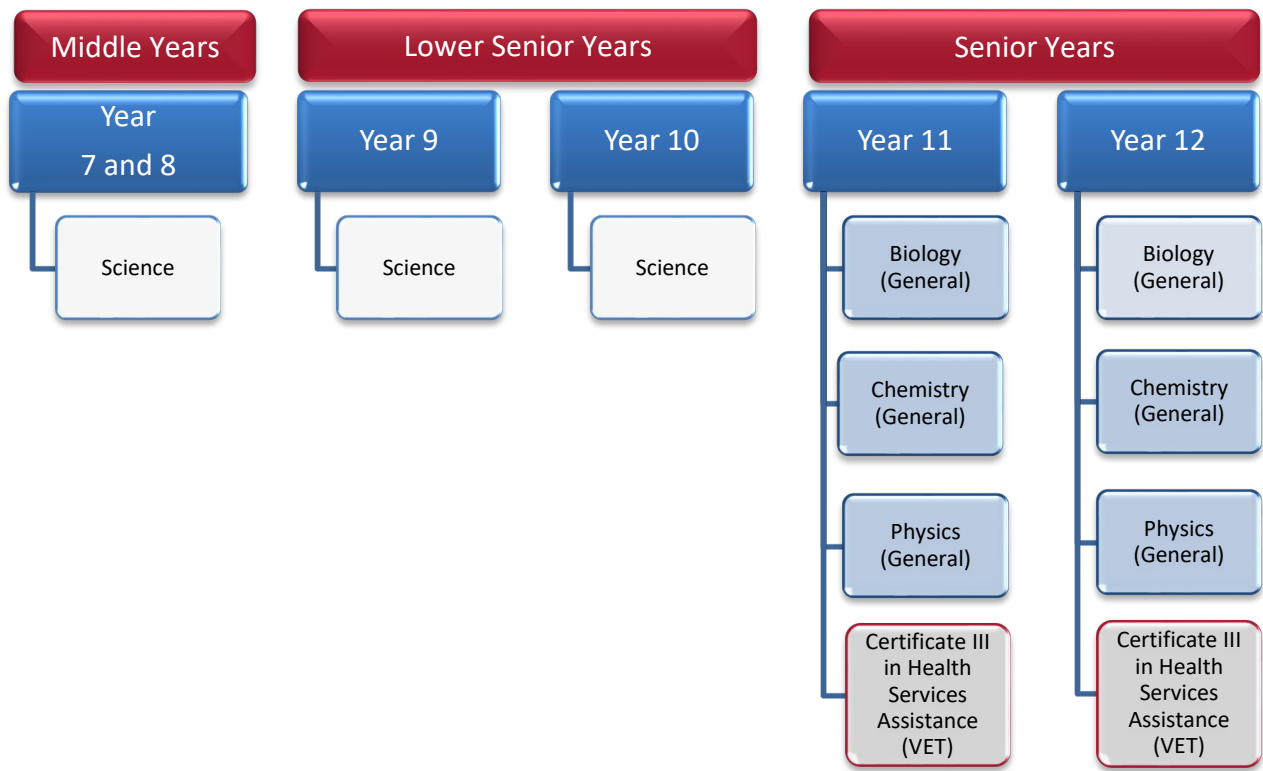 Middle Years
Lower Senior Years
Senior Years
Year
7 and 8
Year 9
Year 10
Year 11
Year 12
Science
Science
Science
Biology
(General)
Chemistry
(General)
Physics
(General)
Certificate III
in Health
Services
Assistance
(VET)
Biology
(General)
Chemistry
(General)
Physics
(General)
Certificate III
in Health
Services
Assistance
(VET)